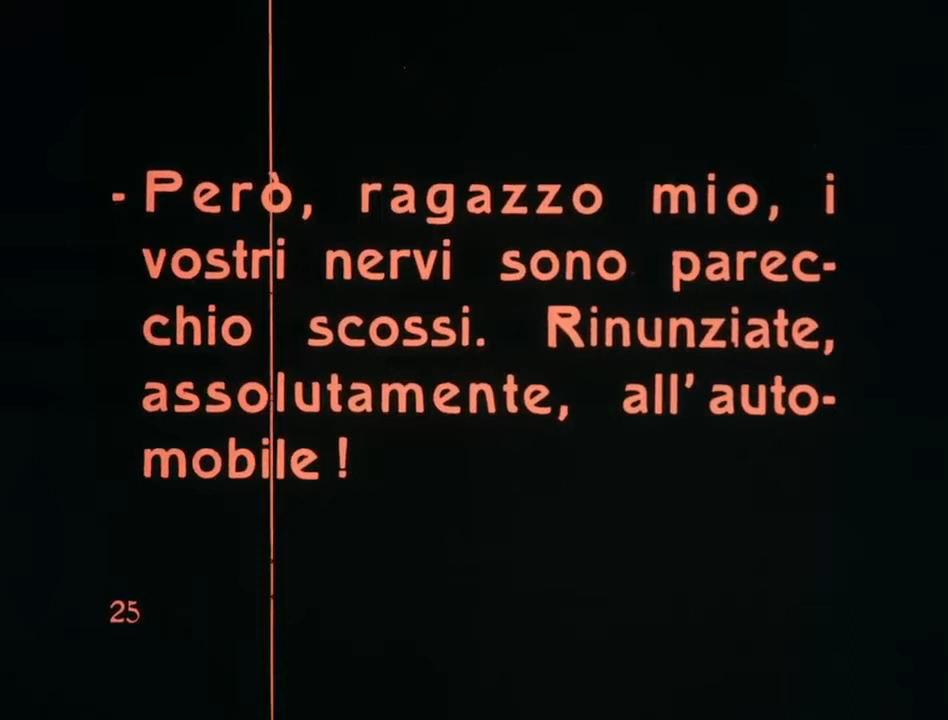 - Però, ragazzo mio, i
vostri nervi sono parec-
chio scossi. Rinunziate,
assolutamente, all' auto-
mobile !
25